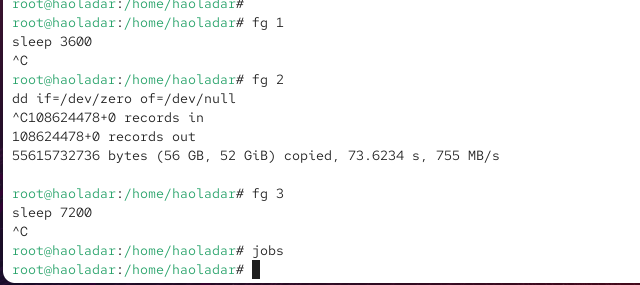 root@haoladar:/home/haoladar#
root@haoladar:/home/haoladar# fg 1
sleep 3600
^C
root@haoladar:/home/haoladar# fg 2
dd if=/dev/zero of=/dev/null
^C108624478+0 records in
108624478+0 records out
55615732736 bytes (56 GB, 52 GiB) copied, 73.6234 s, 755 MB/s

root@haoladar:/home/haoladar# fg 3
sleep 7200
^C
root@haoladar:/home/haoladar# jobs
root@haoladar:/home/haoladar#